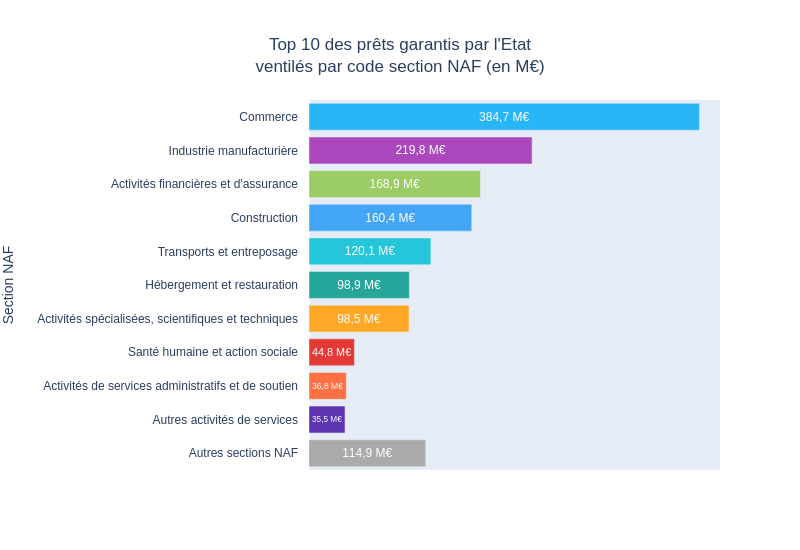 Top 10 des prêts garantis par l'Etat
ventilés par code section NAF (en M€)
Section NAF
Commerce 384,7 M€
Industrie manufacturière 219,8 M€
Activités financières et d'assurance 168,9 M€
Construction 160,4 M€
Transports et entreposage 120,1 M€
Hébergement et restauration 98,9 M€
Activités spécialisées, scientifiques et techniques 98,5 M€
Santé humaine et action sociale 44,8 M€
Activités de services administratifs et de soutien 36,8 M€
Autres activités de services 35,5 M€
Autres sections NAF 114,9 M€